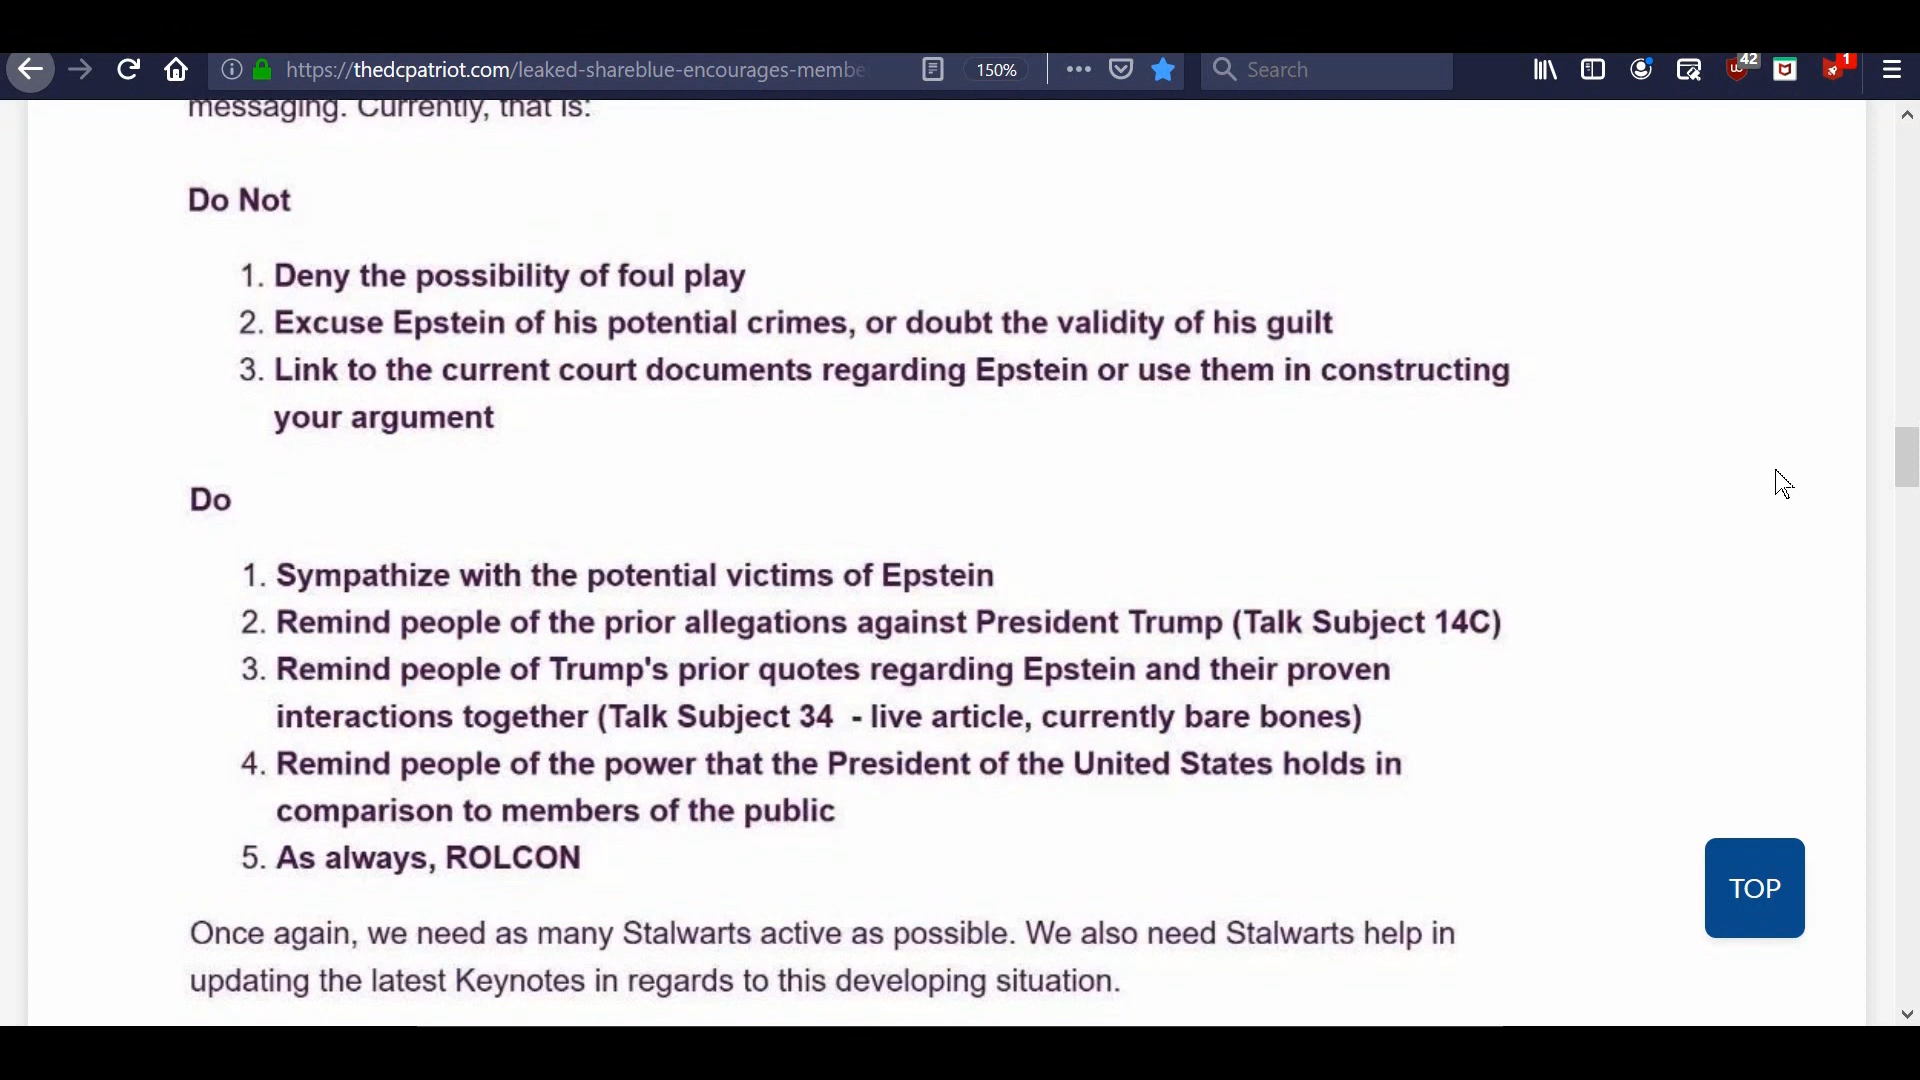 https://thedcpatriot.com/leaked-shareblue-encourages-membe
150%
Search
42
1
messaging. Currently, that is:
Do Not
1. Deny the possibility of foul play
2. Excuse Epstein of his potential crimes, or doubt the validity of his guilt
3. Link to the current court documents regarding Epstein or use them in constructing
your argument
Do
1. Sympathize with the potential victims of Epstein
2. Remind people of the prior allegations against President Trump (Talk Subject 14C)
3. Remind people of Trump's prior quotes regarding Epstein and their proven
interactions together (Talk Subject 34 - live article, currently bare bones)
4. Remind people of the power that the President of the United States holds in
comparison to members of the public
5. As always, ROLCON
TOP
Once again, we need as many Stalwarts active as possible. We also need Stalwarts help in
updating the latest Keynotes in regards to this developing situation.